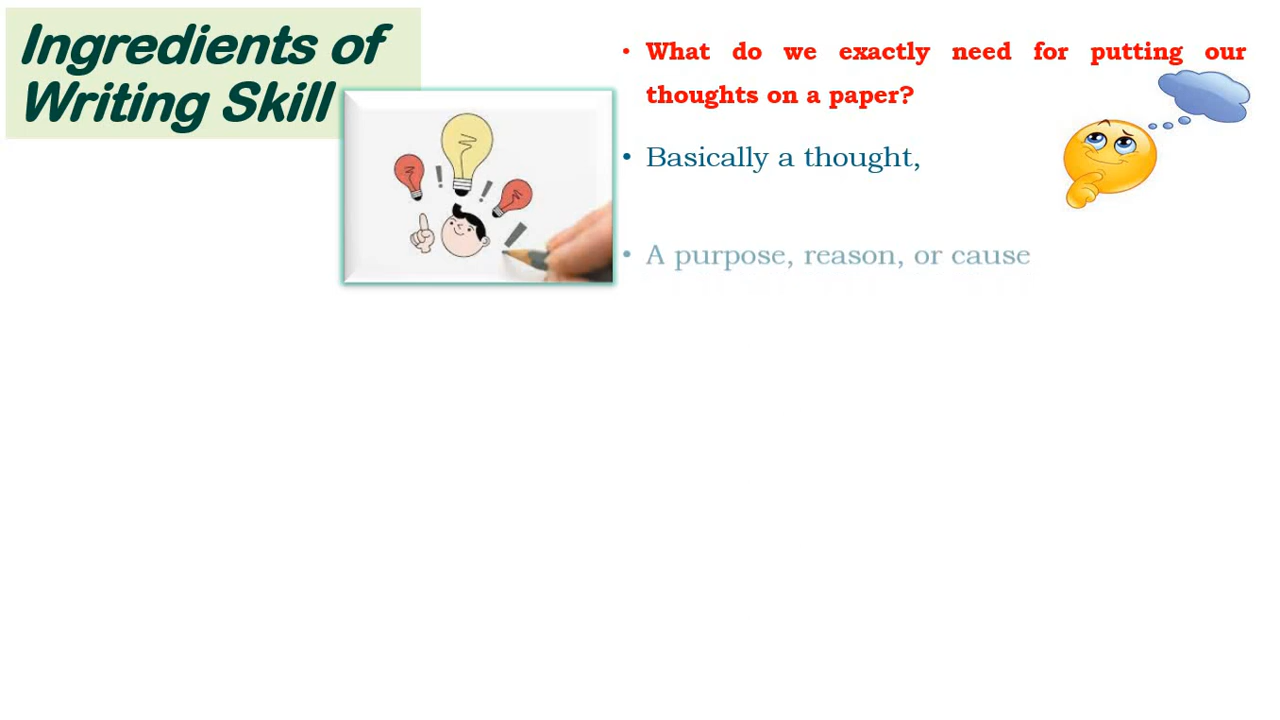 Ingredients of
Writing Skill
• What do we exactly need for putting our
thoughts on a paper?
• Basically a thought,
• A purpose, reason, or cause